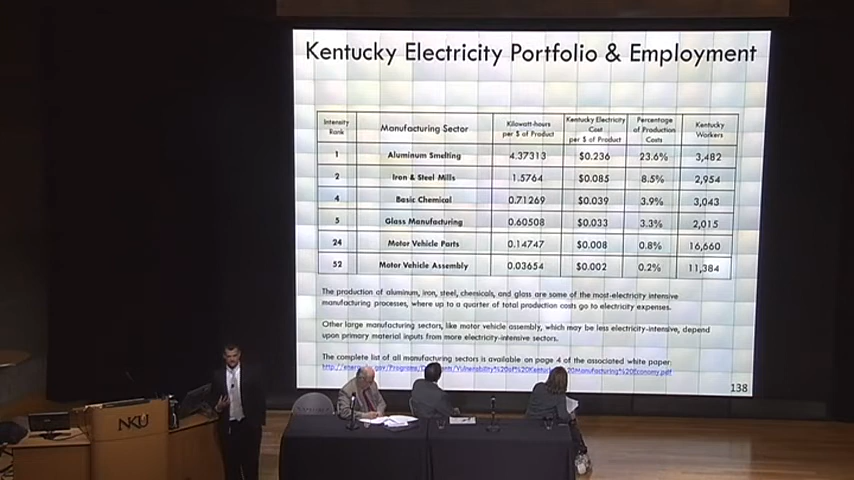 Kentucky Electricity Portfolio & Employment
Intensity Rank Manufacturing Sector Kilowatt-hours per $ of Product Kentucky Electricity Cost per $ of Product Percentage of Production Costs Kentucky Workers
1 Aluminum Smelting 4.37313 $0.236 23.6% 3,482
2 Iron & Steel Mills 1.5764 $0.085 8.5% 2,954
4 Basic Chemical 0.71269 $0.039 3.9% 3,043
5 Glass Manufacturing 0.60508 $0.033 3.3% 2,015
24 Motor Vehicle Parts 0.14747 $0.008 0.8% 16,660
52 Motor Vehicle Assembly 0.03654 $0.002 0.2% 11,384
The production of aluminum, iron, steel, chemicals, and glass are some of the most-electricity intensive
manufacturing processes, where up to a quarter of total production costs go to electricity expenses.
Other large manufacturing sectors, like motor vehicle assembly, which may be less electricity-intensive, depend
upon primary material inputs from more electricity-intensive sectors.
The complete list of all manufacturing sectors is available on page 4 of the associated white paper:
138
NKU